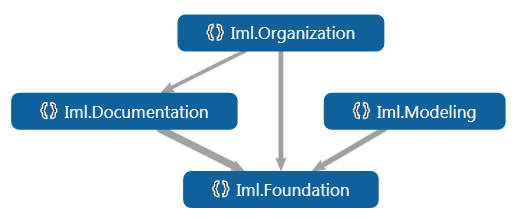 {} Iml.Organization
{} Iml.Documentation
{} Iml.Modeling
{} Iml.Foundation